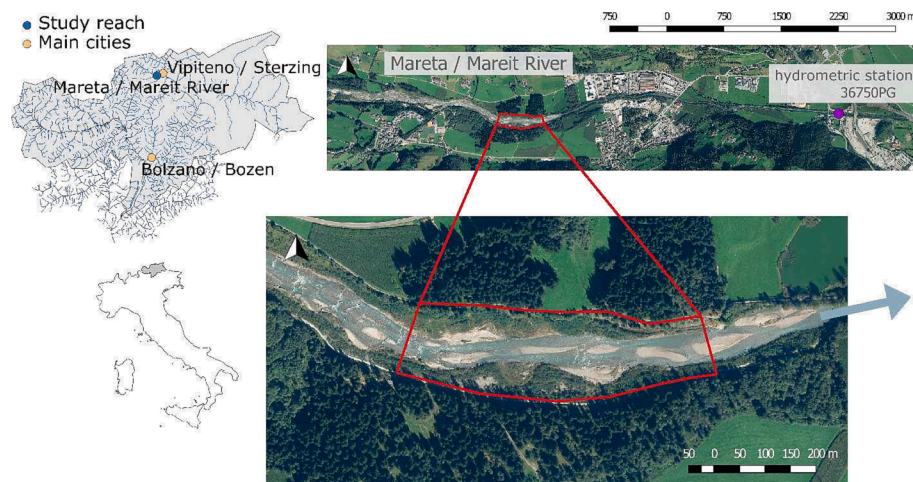 Study reach
Main cities
Vipiteno / Sterzing
Mareta / Mareit River
Bolzano / Bozen
750 0 750 1500 2250 3000 m
Mareta / Mareit River
hydrometric station
36750PG
50 0 50 100 150 200 m